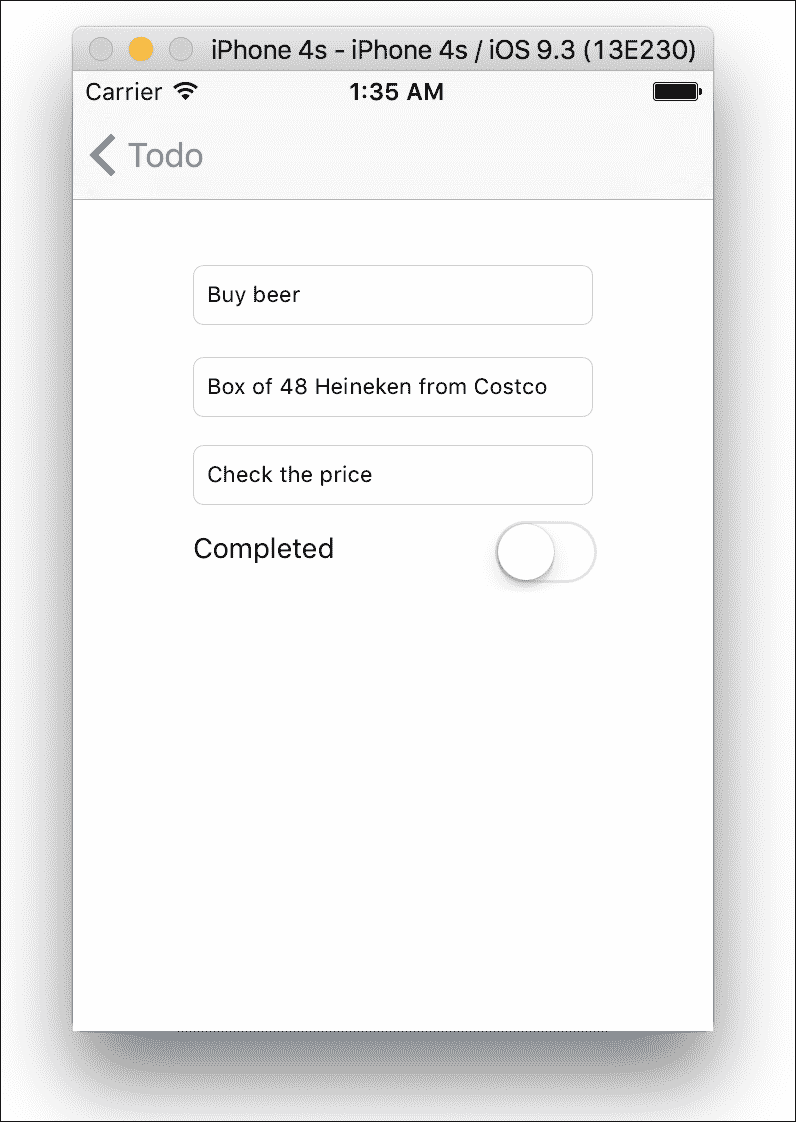 iPhone 4s - iPhone 4s / iOS 9.3 (13E230)
Carrier 1:35 AM
Todo
Buy beer
Box of 48 Heineken from Costco
Check the price
Completed